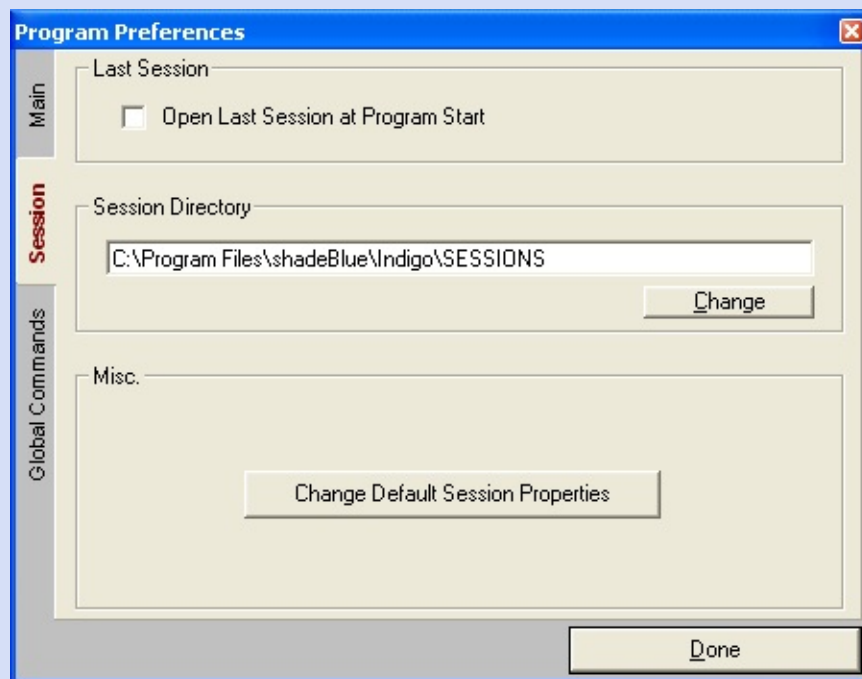 Program Preferences
Main
Session
Global Commands
Last Session
Open Last Session at Program Start
Session Directory
C:\Program Files\shadeBlue\Indigo\SESSIONS
Change
Misc.
Change Default Session Properties
Done